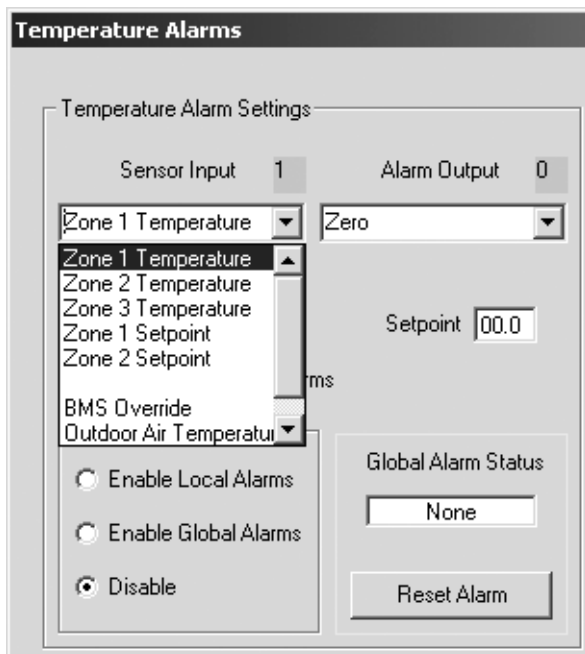 Temperature Alarms
Temperature Alarm Settings
Sensor Input 1 Alarm Output 0
Zone 1 Temperature Zero
Zone 1 Temperature
Zone 2 Temperature
Zone 3 Temperature
Zone 1 Setpoint
Zone 2 Setpoint
Setpoint 00.0
BMS Override
Outdoor Air Temperatur
Enable Local Alarms
Enable Global Alarms
Disable
Global Alarm Status
None
Reset Alarm